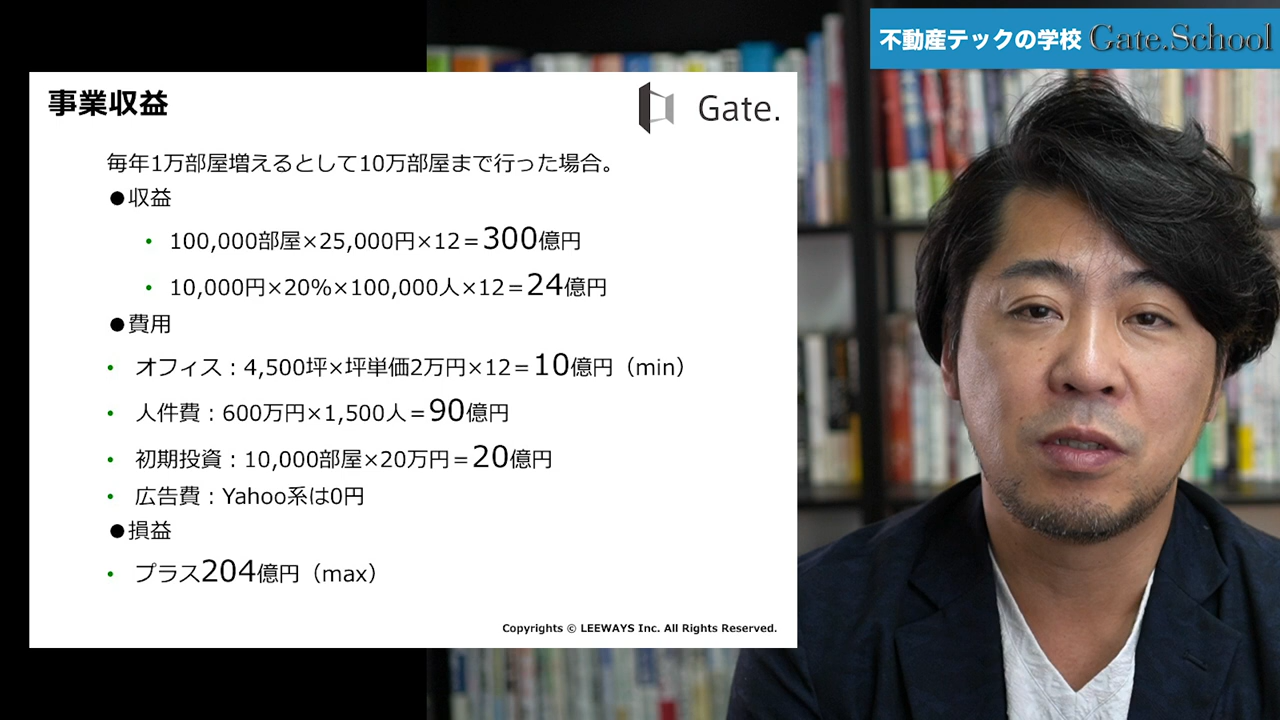 不動産テックの学校 Gate.School
事業収益
Gate.
毎年1万部屋増えるとして10万部屋まで行った場合。
●収益
• 100,000部屋×25,000円×12＝300億円
• 10,000円×20%×100,000人×12＝24億円
●費用
• オフィス：4,500坪×坪単価2万円×12＝10億円（min）
• 人件費：600万円×1,500人＝90億円
• 初期投資：10,000部屋×20万円＝20億円
• 広告費：Yahoo系は0円
●損益
• プラス204億円（max）
Copyrights © LEEWAYS Inc. All Rights Reserved.